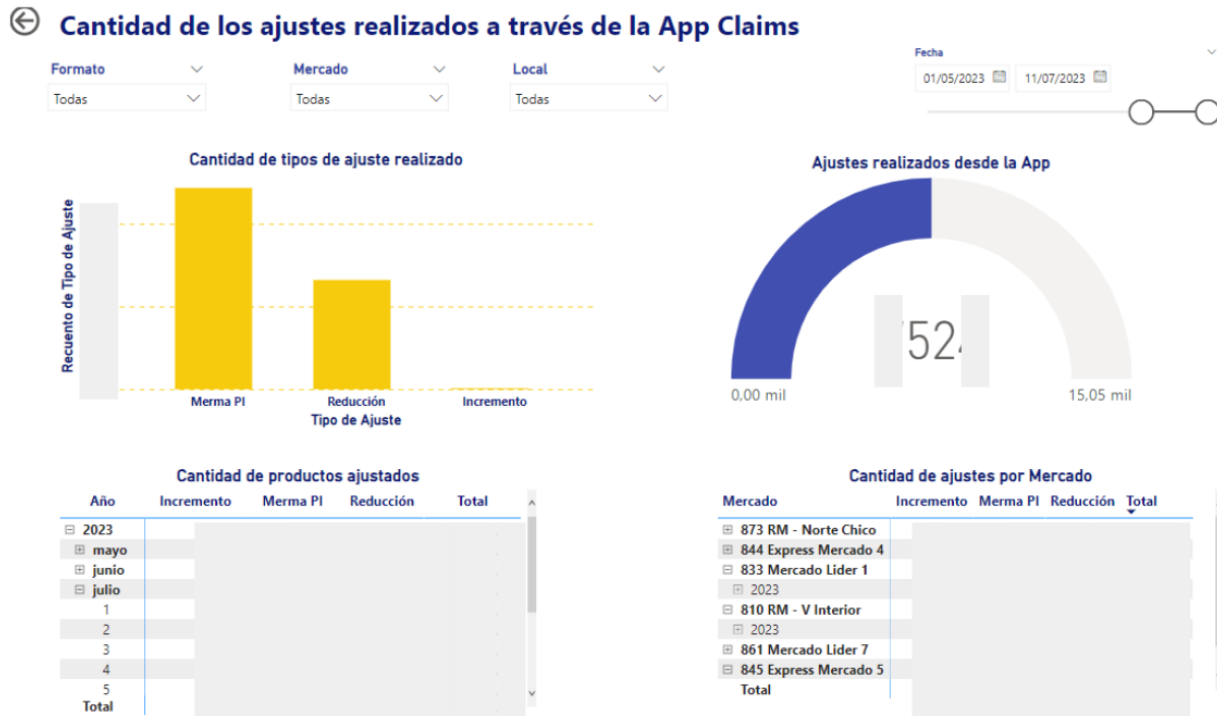 Cantidad de los ajustes realizados a través de la App Claims
Formato
Todas
Mercado
Todas
Local
Todas
Fecha
01/05/2023 11/07/2023
Cantidad de tipos de ajuste realizado
Recuento de Tipo de Ajuste
Merma PI Reducción Incremento
Tipo de Ajuste
Ajustes realizados desde la App
52
0,00 mil 15,05 mil
Cantidad de productos ajustados
Año Incremento Merma PI Reducción Total
2023
mayo
junio
julio
1
2
3
4
5
Total
Cantidad de ajustes por Mercado
Mercado Incremento Merma PI Reducción Total
873 RM - Norte Chico
844 Express Mercado 4
833 Mercado Lider 1
2023
810 RM - V Interior
2023
861 Mercado Lider 7
845 Express Mercado 5
Total